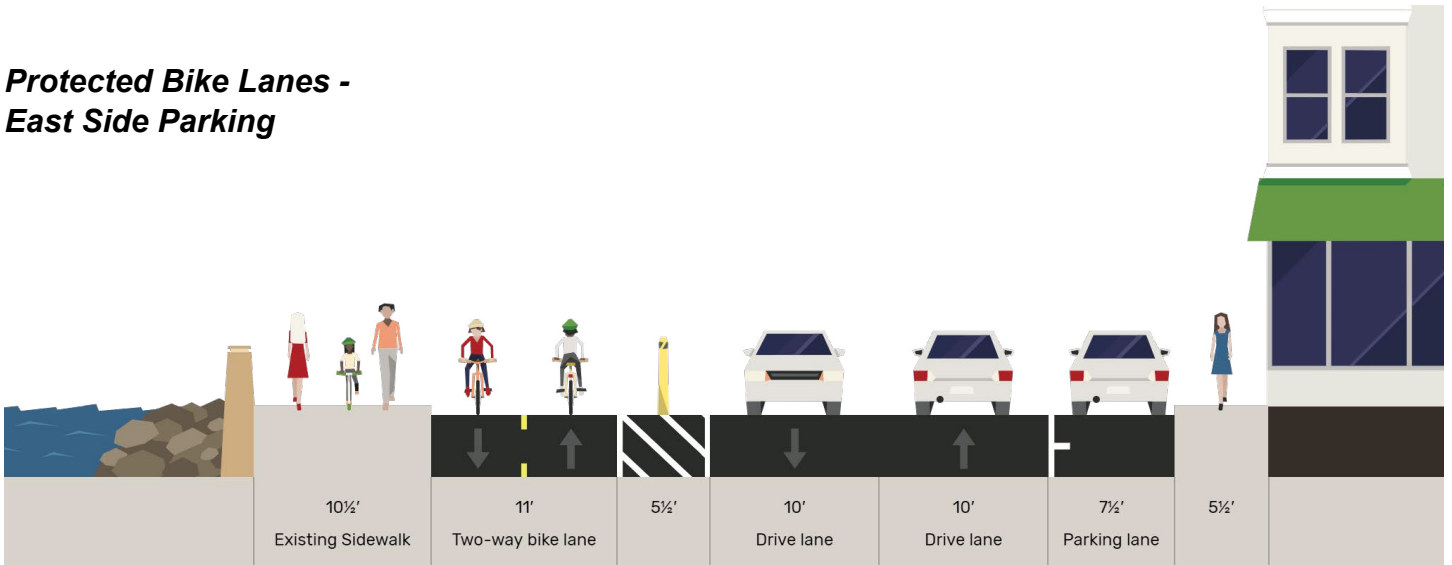 Protected Bike Lanes -
East Side Parking
10½’
11’
5½’
10’
10’
7½’
5½’
Existing Sidewalk
Two-way bike lane
Drive lane
Drive lane
Parking lane